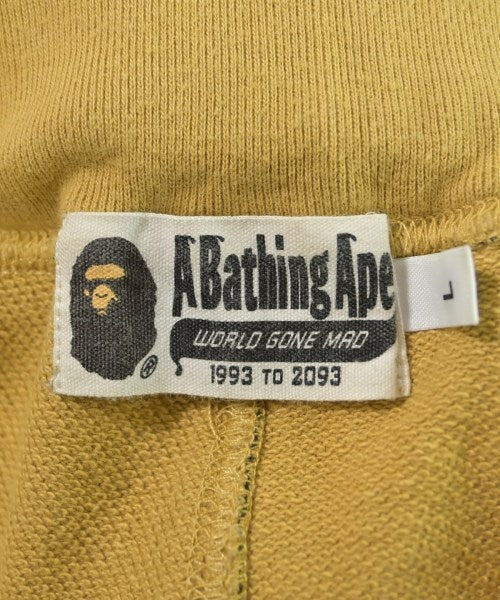 A Bathing Ape
WORLD GONE MAD
1993 TO 2093
®
L